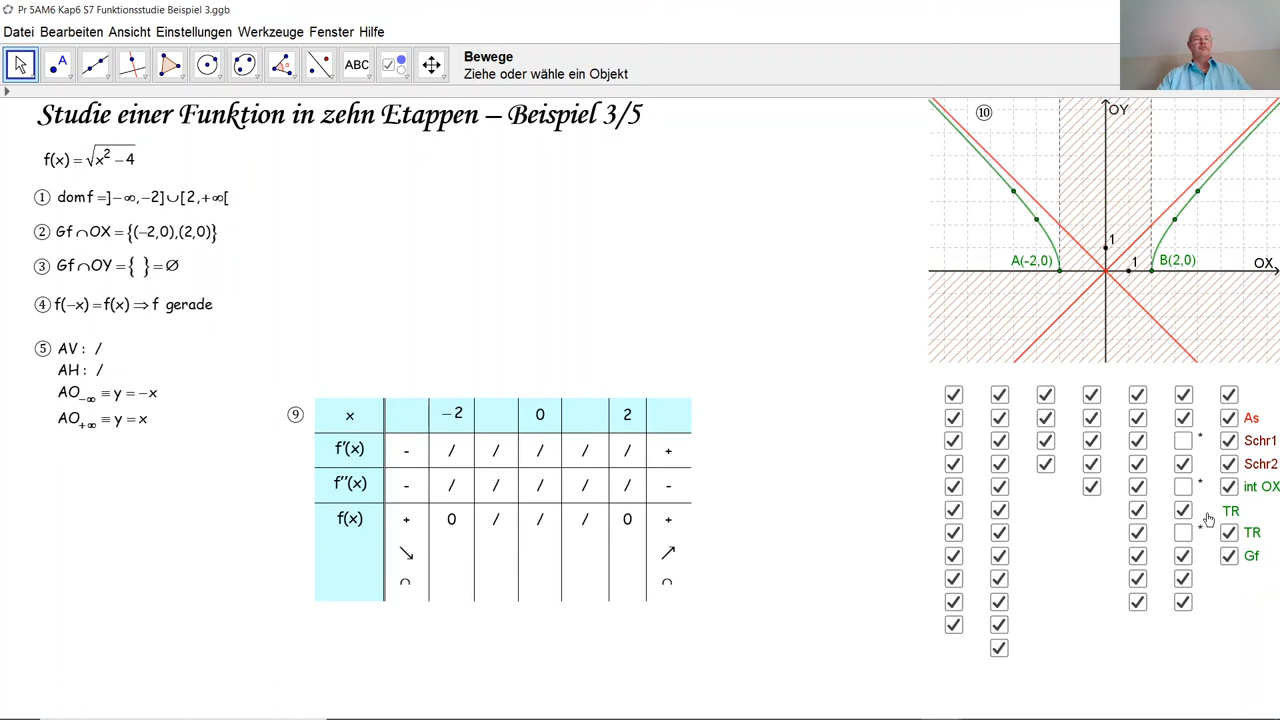 Pr 5AM6 Kap6 S7 Funktionsstudie Beispiel 3.ggb
Datei Bearbeiten Ansicht Einstellungen Werkzeuge Fenster Hilfe
A
ABC
Bewege
Ziehe oder wähle ein Objekt
Studie einer Funktion in zehn Etappen – Beispiel 3/5
f(x) = √(x² − 4)
① domf =]−∞,−2]∪[2,+∞[
② Gf ∩OX = {(−2,0),(2,0)}
③ Gf ∩OY = { } = ∅
④ f(−x) = f(x) ⇒ f gerade
⑤ AV : /
AH : /
AO−∞ ≡ y = −x
AO+∞ ≡ y = x
⑨ x −2 0 2
f'(x) - / / / / / +
f''(x) - / / / / / -
f(x) + 0 / / / 0 +
↘ ↗
∩ ∩
⑩ OY
1
A(-2,0) 1 B(2,0) OX
As
* Schr1
Schr2
* int OX
TR
* TR
Gf